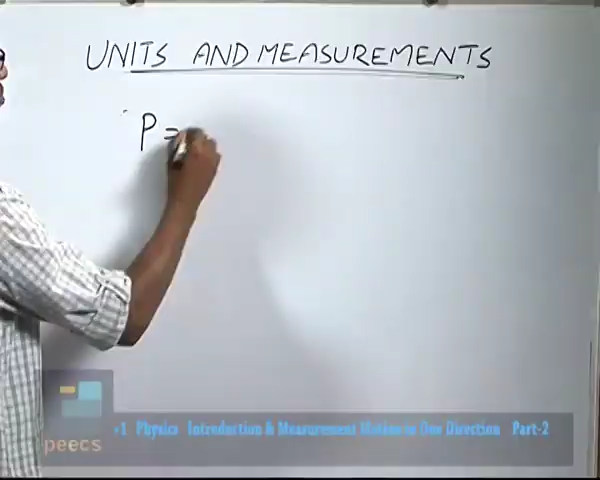 UNITS AND MEASUREMENTS
P =
peecs
+1 Physics Introduction & Measurement Motion in One Direction Part-2